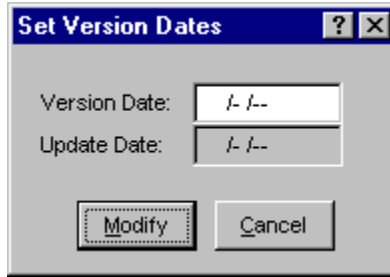 Set Version Dates ? X
Version Date: /- /--
Update Date: /- /--
Modify Cancel